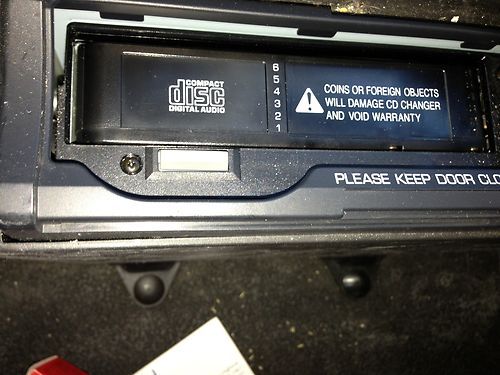 COMPACT
disc
DIGITAL AUDIO
6
5
4
3
2
1
COINS OR FOREIGN OBJECTS
WILL DAMAGE CD CHANGER
AND VOID WARRANTY
PLEASE KEEP DOOR CLO